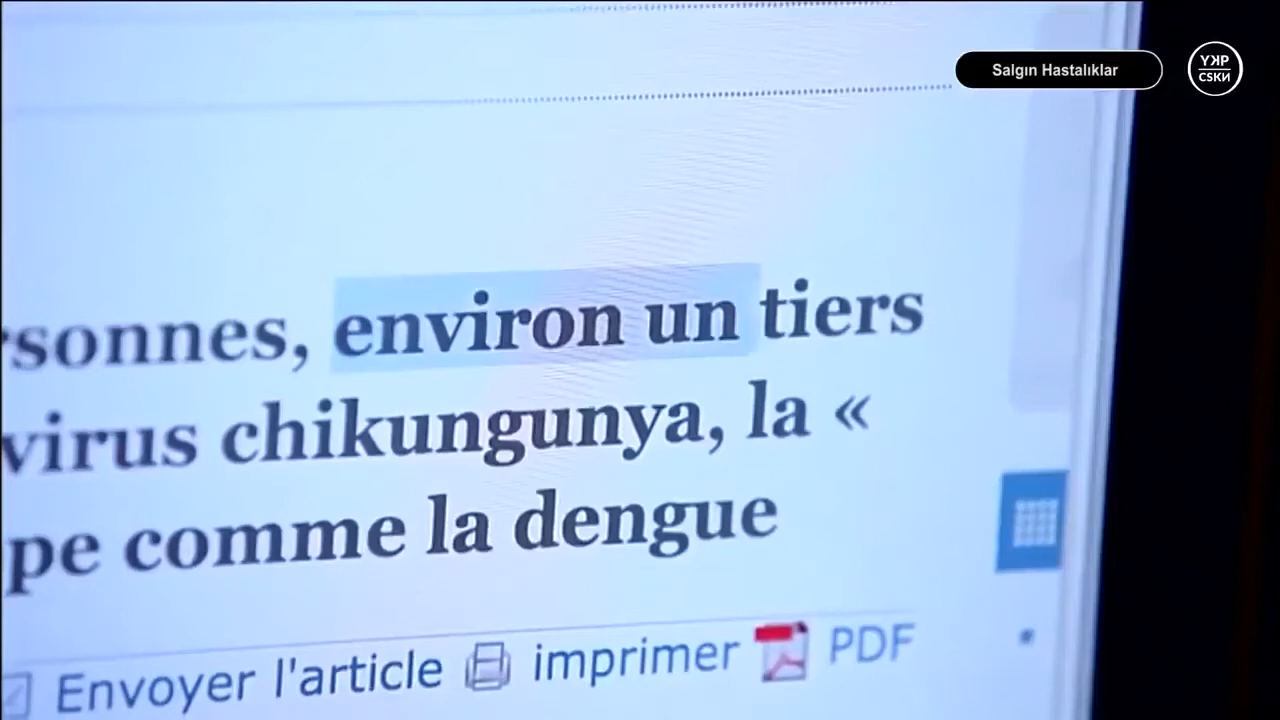 Salgın Hastalıklar
УКР
CSKИ
rsonnes, environ un tiers
virus chikungunya, la «
pe comme la dengue
Envoyer l'article imprimer PDF